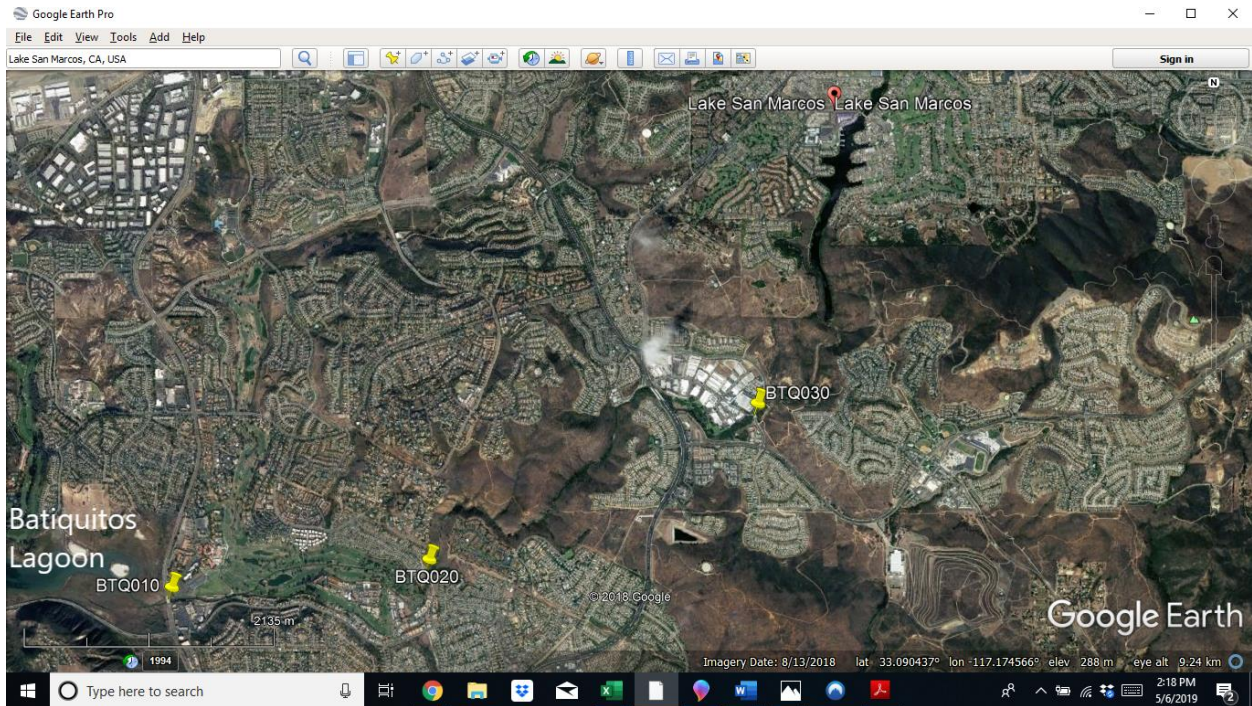 Google Earth Pro
File Edit View Tools Add Help
Lake San Marcos, CA, USA
Sign in
N
Lake San Marcos Lake San Marcos
BTQ030
Batiquitos
Lagoon
BTQ010
BTQ020
© 2018 Google
2135 m
Google Earth
1994
Imagery Date: 8/13/2018 lat 33.090437° lon -117.174566° elev 288 m eye alt 9.24 km
Type here to search
2:18 PM
5/6/2019
2